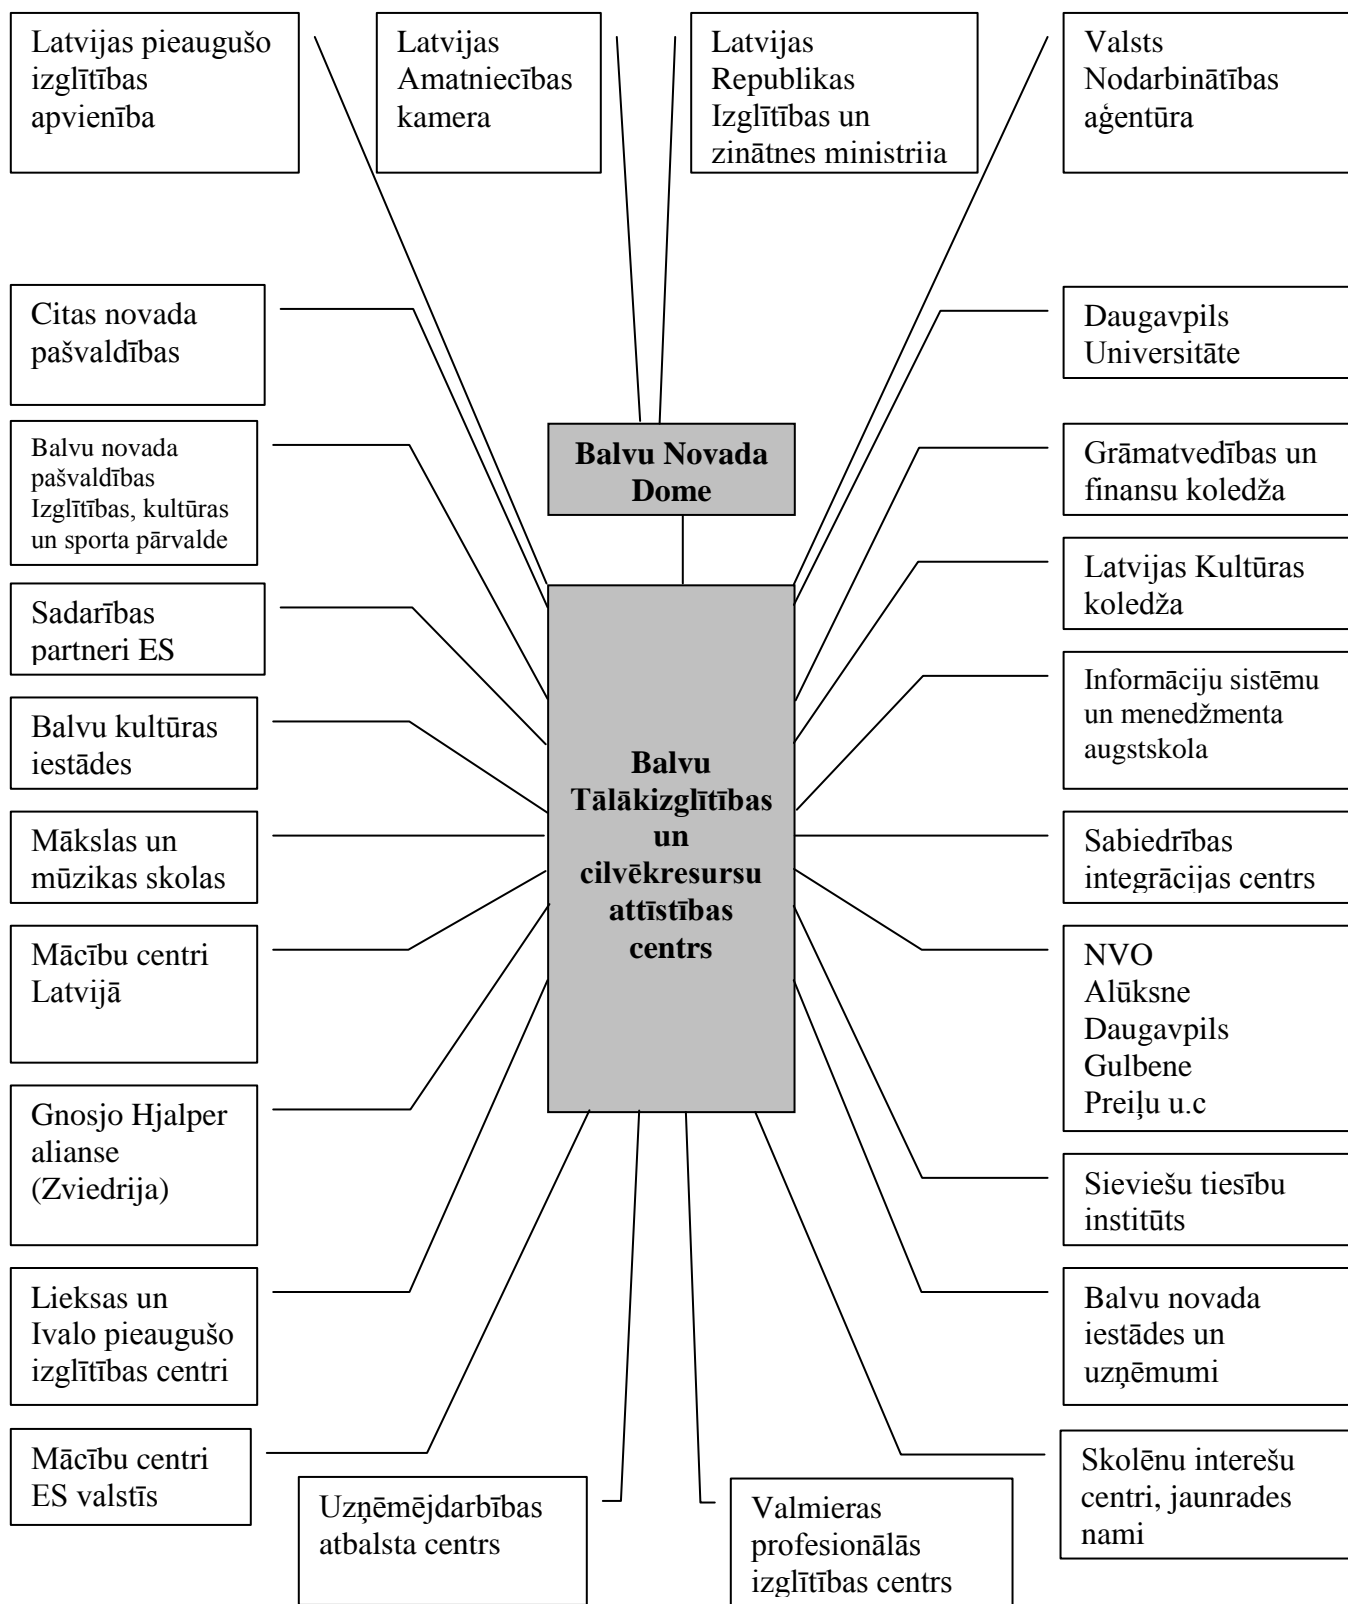 Latvijas pieaugušo
izglītības
apvienība
Latvijas
Amatniecības
kamera
Latvijas
Republikas
Izglītības un
zinātnes ministrija
Valsts
Nodarbinātības
aģentūra
Citas novada
pašvaldības
Balvu novada
pašvaldības
Izglītības, kultūras
un sporta pārvalde
Sadarības
partneri ES
Balvu kultūras
iestādes
Mākslas un
mūzikas skolas
Mācību centri
Latvijā
Gnosjo Hjalper
alianse
(Zviedrija)
Lieksas un
Ivalo pieaugušo
izglītības centri
Mācību centri
ES valstīs
Balvu Novada
Dome
Balvu
Tālākizglītības
un
cilvēkresursu
attīstības
centrs
Uzņēmējdarbības
atbalsta centrs
Valmieras
profesionālās
izglītības centrs
Daugavpils
Universitāte
Grāmatvedības un
finansu koledža
Latvijas Kultūras
koledža
Informāciju sistēmu
un menedžmenta
augstskola
Sabiedrības
integrācijas centrs
NVO
Alūksne
Daugavpils
Gulbene
Preiļu u.c
Sieviešu tiesību
institūts
Balvu novada
iestādes un
uzņēmumi
Skolēnu interešu
centri, jaunrades
nami